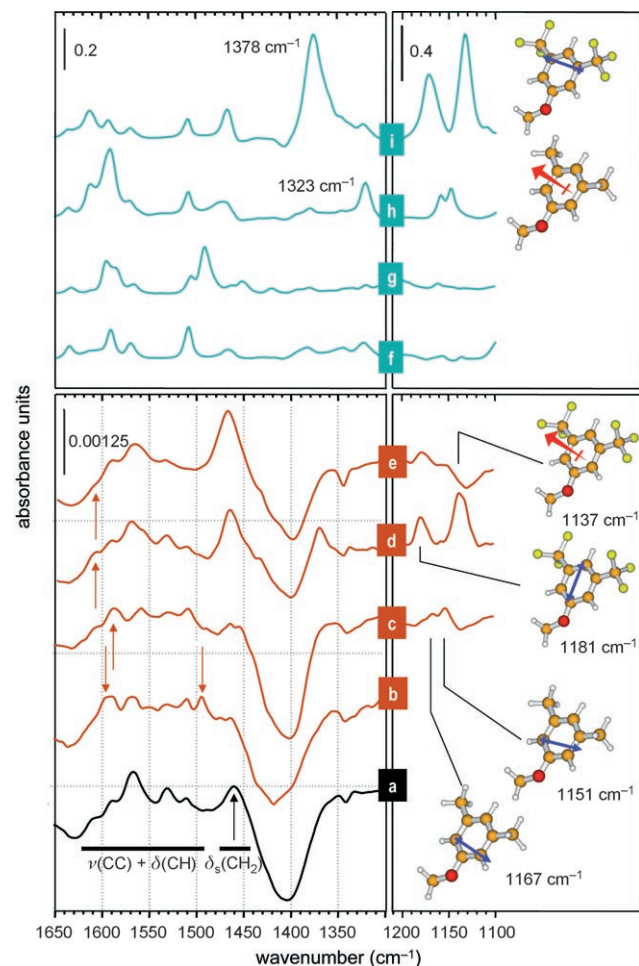 0.2
1378 cm⁻¹
0.4
i
1323 cm⁻¹
h
g
f
absorbance units
0.00125
e
1137 cm⁻¹
d
1181 cm⁻¹
c
b
1151 cm⁻¹
a
ν(CC) + δ(CH) δₛ(CH₂)
1167 cm⁻¹
1650 1600 1550 1500 1450 1400 1350 1200 1150 1100
wavenumber (cm⁻¹)